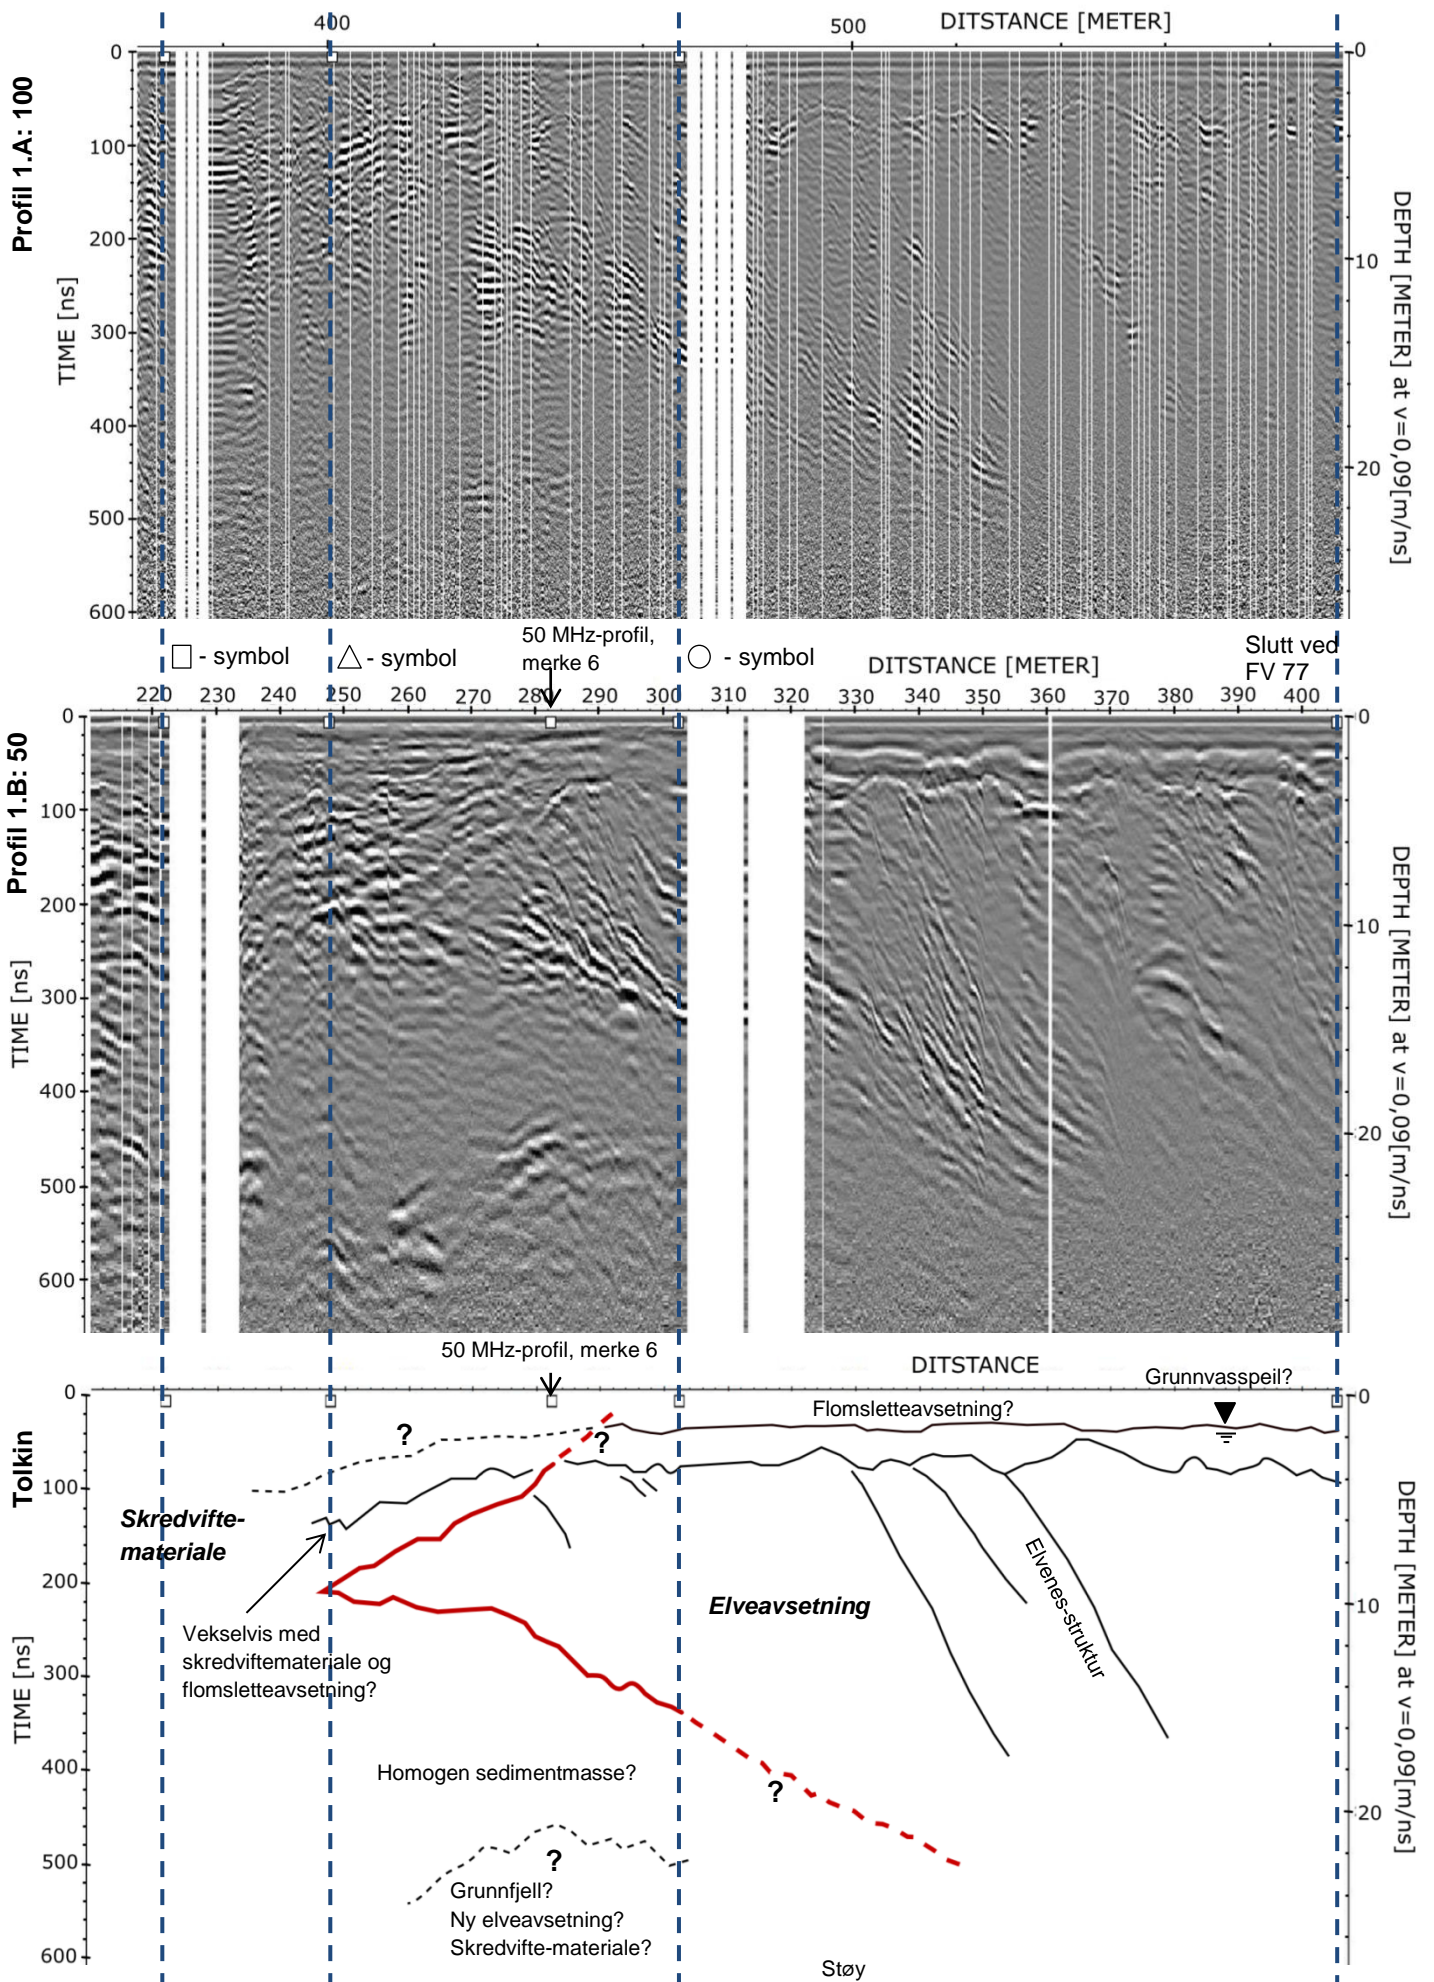 400
500
DITSTANCE [METER]
Profil 1.A: 100
TIME [ns]
0
100
200
300
400
500
600
0
10
20
DEPTH [METER] at v=0,09[m/ns]
- symbol
- symbol
50 MHz-profil,
merke 6
- symbol
DITSTANCE [METER]
Slutt ved
FV 77
220 230 240 250 260 270 280 290 300 310 320 330 340 350 360 370 380 390 400
Profil 1.B: 50
TIME [ns]
0
100
200
300
400
500
600
0
10
20
DEPTH [METER] at v=0,09[m/ns]
50 MHz-profil, merke 6
DITSTANCE
Grunnvasspeil?
Tolkin
TIME [ns]
0
100
200
300
400
500
600
0
10
20
DEPTH [METER] at v=0,09[m/ns]
Flomsletteavsetning?
?
?
Skredvifte-
materiale
Elveavsetning
Elvenes-struktur
Vekselvis med
skredviftemateriale og
flomsletteavsetning?
Homogen sedimentmasse?
?
?
Grunnfjell?
Ny elveavsetning?
Skredvifte-materiale?
Støy